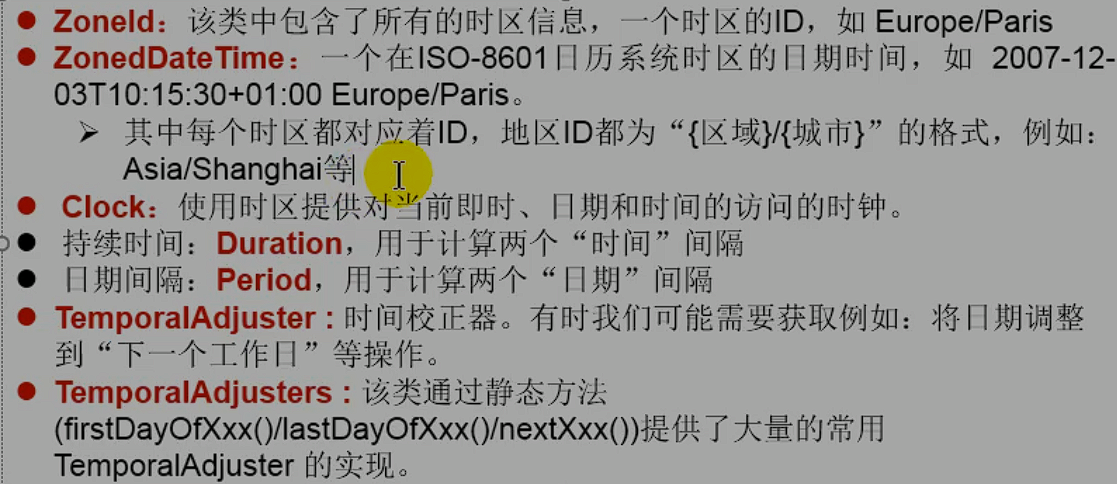 ZoneId：该类中包含了所有的时区信息，一个时区的ID，如 Europe/Paris
ZonedDateTime：一个在ISO-8601日历系统时区的日期时间，如 2007-12-
03T10:15:30+01:00 Europe/Paris。
其中每个时区都对应着ID，地区ID都为“{区域}/{城市}”的格式，例如：
Asia/Shanghai等
Clock：使用时区提供对当前即时、日期和时间的访问的时钟。
持续时间：Duration，用于计算两个“时间”间隔
日期间隔：Period，用于计算两个“日期”间隔
TemporalAdjuster : 时间校正器。有时我们可能需要获取例如：将日期调整
到“下一个工作日”等操作。
TemporalAdjusters : 该类通过静态方法
(firstDayOfXxx()/lastDayOfXxx()/nextXxx())提供了大量的常用
TemporalAdjuster 的实现。